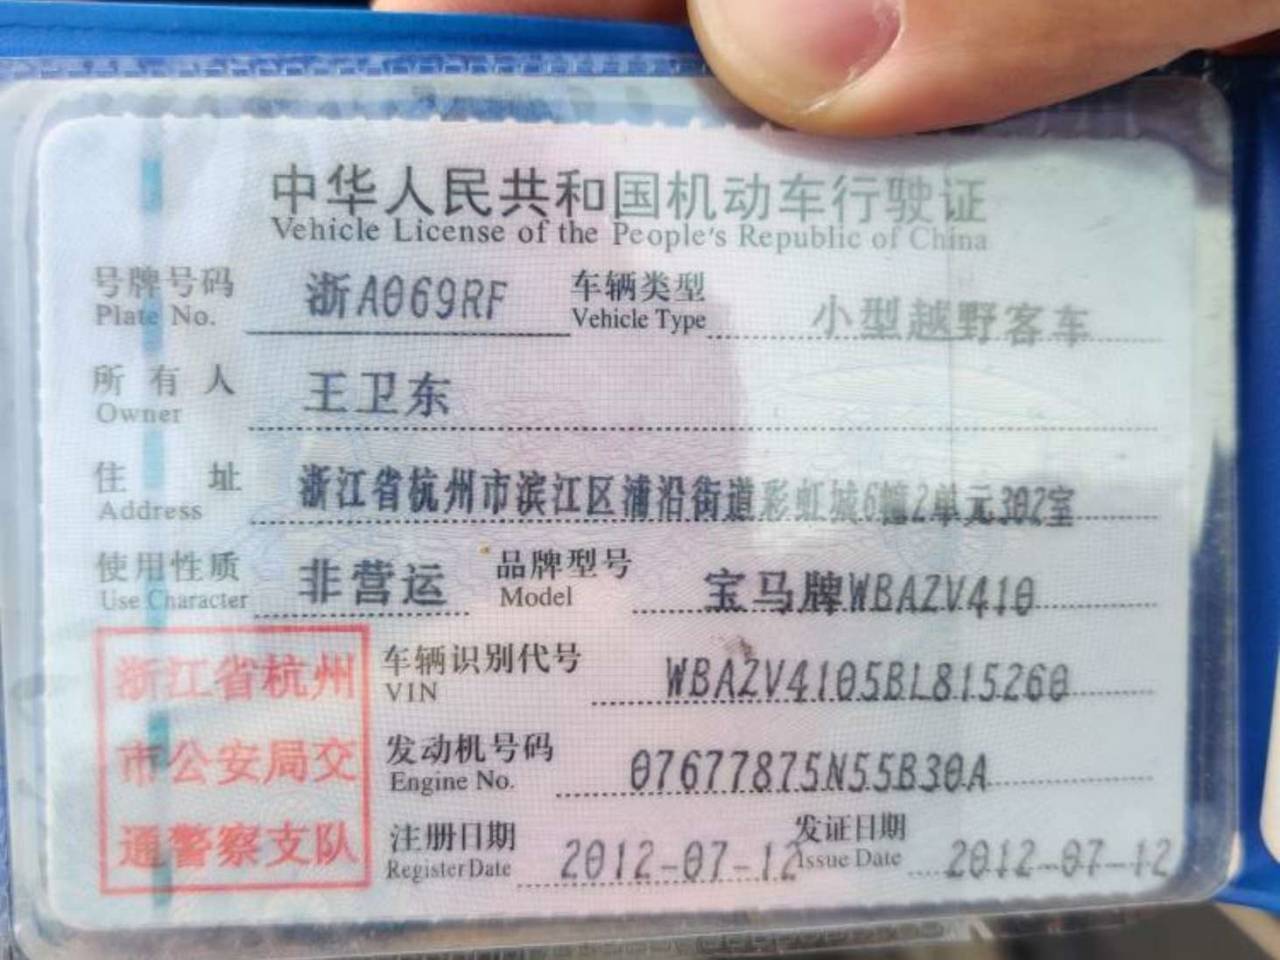 中华人民共和国机动车行驶证
Vehicle License of the People's Republic of China
号牌号码 浙A069RF 车辆类型 小型越野客车
Plate No. Vehicle Type
所有人 王卫东
Owner
住址 浙江省杭州市滨江区浦沿街道彩虹城6幢2单元302室
Address
使用性质 非营运 品牌型号 宝马牌WBAZV410
Use Character Model
浙江省杭州
市公安局交
通警察支队
车辆识别代号 WBAZV4105BL815260
VIN
发动机号码 07677875N55B30A
Engine No.
注册日期 2012-07-12 发证日期 2012-07-12
Register Date Issue Date